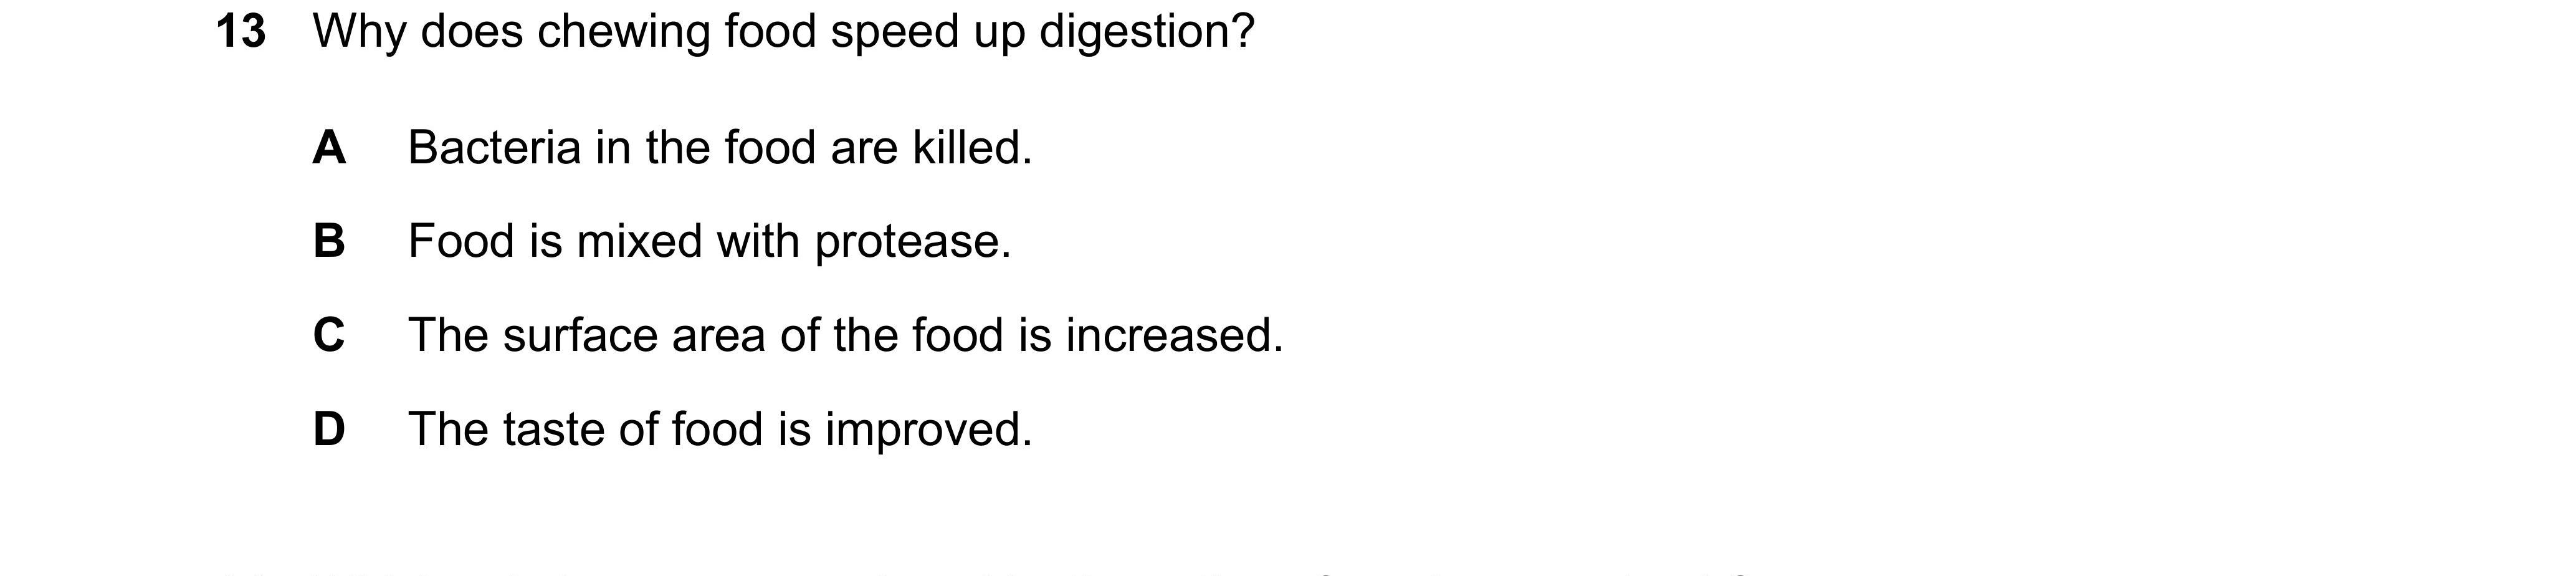 13 Why does chewing food speed up digestion?
A Bacteria in the food are killed.
B Food is mixed with protease.
C The surface area of the food is increased.
D The taste of food is improved.